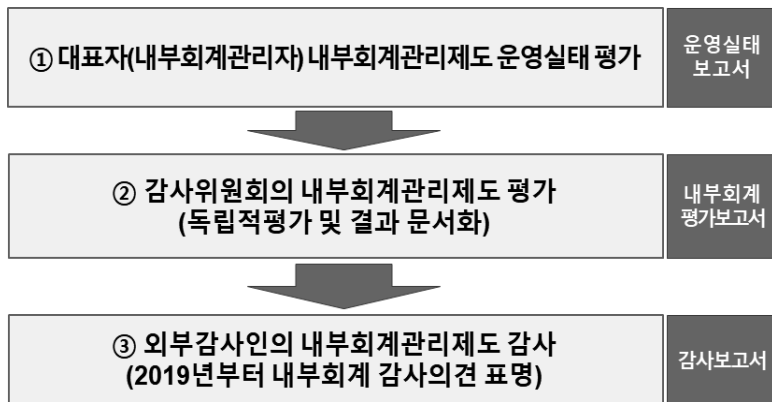 ① 대표자(내부회계관리자) 내부회계관리제도 운영실태 평가
운영실태
보고서
② 감사위원회의 내부회계관리제도 평가
(독립적평가 및 결과 문서화)
내부회계
평가보고서
③ 외부감사인의 내부회계관리제도 감사
(2019년부터 내부회계 감사의견 표명)
감사보고서